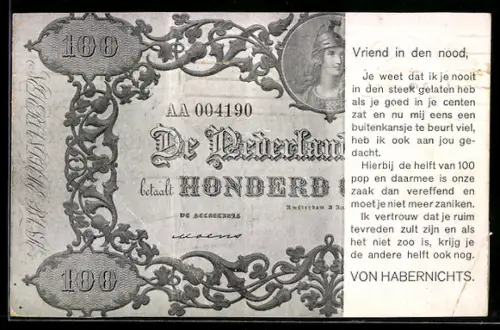 100
AA 004190
De Nederlan
betaalt HONDERD G
Amsterdam
DE SECRETARIS
100
Vriend in den nood,
Je weet dat ik je nooit
in den steek gelaten heb
als je goed in je centen
zat en nu mij eens een
buitenkansje te beurt viel,
heb ik ook aan jou ge-
dacht.
Hierbij de helft van 100
pop en daarmee is onze
zaak dan vereffend en
moet je niet meer zaniken.
Ik vertrouw dat je ruim
tevreden zult zijn en als
het niet zoo is, krijg je
de andere helft ook nog.
VON HABERNICHTS.